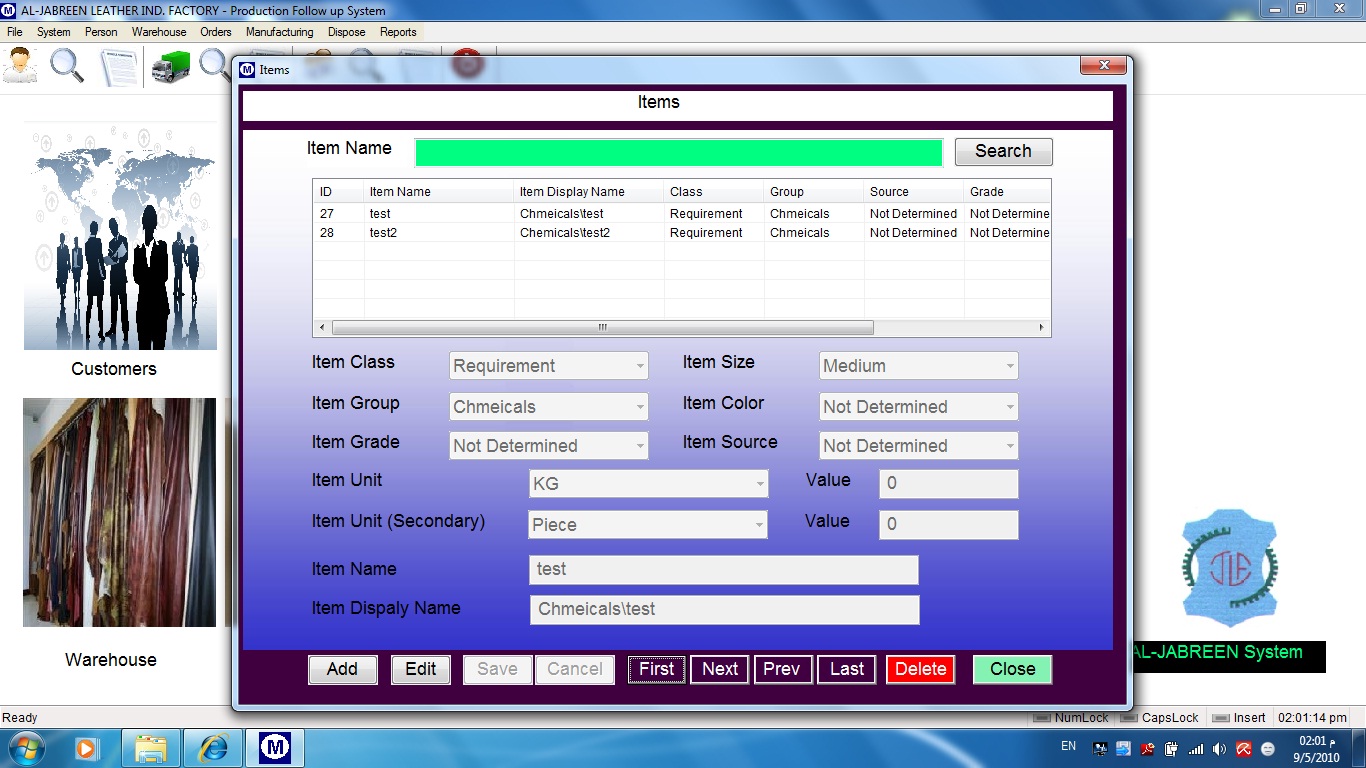 AL-JABREEN LEATHER IND. FACTORY - Production Follow up System
File System Person Warehouse Orders Manufacturing Dispose Reports
Items
Items
Item Name Search
ID Item Name Item Display Name Class Group Source Grade
27 test Chmeicals\test Requirement Chmeicals Not Determined Not Determine
28 test2 Chemicals\test2 Requirement Chmeicals Not Determined Not Determine
Item Class Requirement Item Size Medium
Item Group Chmeicals Item Color Not Determined
Item Grade Not Determined Item Source Not Determined
Item Unit KG Value 0
Item Unit (Secondary) Piece Value 0
Item Name test
Item Dispaly Name Chmeicals\test
Add Edit Save Cancel First Next Prev Last Delete Close
Customers
Warehouse
JLF
AL-JABREEN System
Ready NumLock CapsLock Insert 02:01:14 pm
EN 02:01 م
9/5/2010